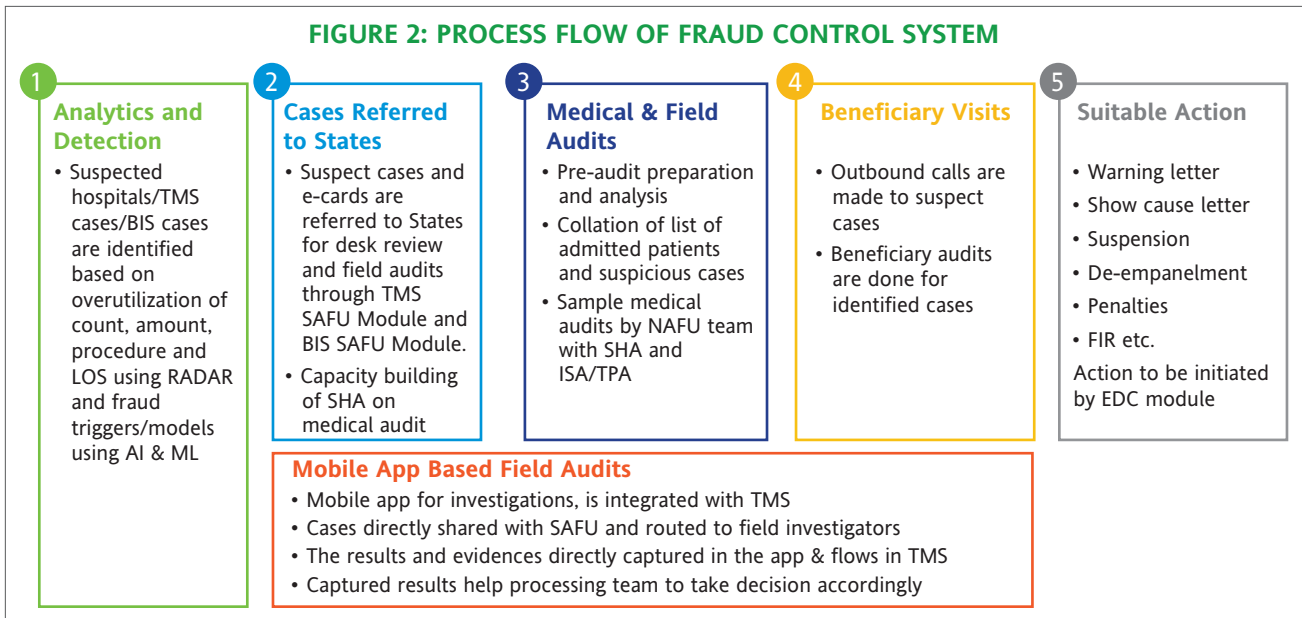 FIGURE 2: PROCESS FLOW OF FRAUD CONTROL SYSTEM
1
Analytics and
Detection
• Suspected
hospitals/TMS
cases/BIS cases
are identified
based on
overutilization of
count, amount,
procedure and
LOS using RADAR
and fraud
triggers/models
using AI & ML
2
Cases Referred
to States
• Suspect cases and
e-cards are
referred to States
for desk review
and field audits
through TMS
SAFU Module and
BIS SAFU Module.
• Capacity building
of SHA on
medical audit
3
Medical & Field
Audits
• Pre-audit preparation
and analysis
• Collation of list of
admitted patients
and suspicious cases
• Sample medical
audits by NAFU team
with SHA and
ISA/TPA
4
Beneficiary Visits
• Outbound calls are
made to suspect
cases
• Beneficiary audits
are done for
identified cases
5
Suitable Action
• Warning letter
• Show cause letter
• Suspension
• De-empanelment
• Penalties
• FIR etc.
Action to be initiated
by EDC module
Mobile App Based Field Audits
• Mobile app for investigations, is integrated with TMS
• Cases directly shared with SAFU and routed to field investigators
• The results and evidences directly captured in the app & flows in TMS
• Captured results help processing team to take decision accordingly